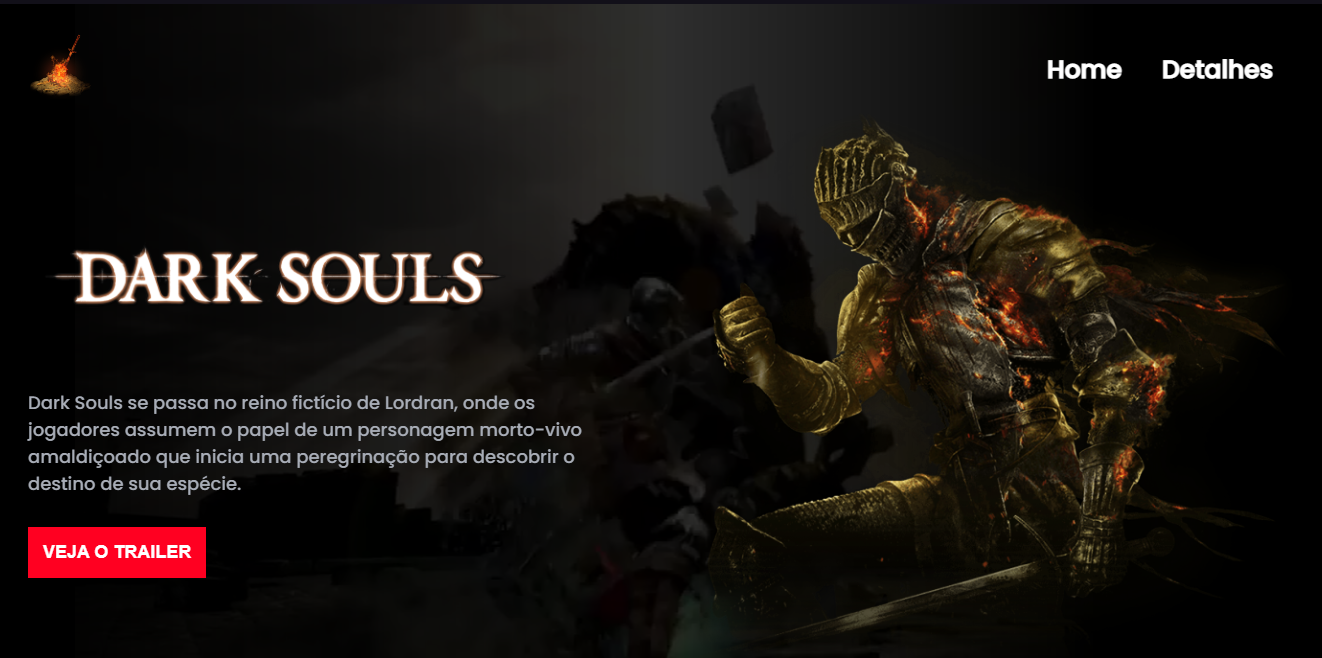 Home Detalhes
DARK SOULS
Dark Souls se passa no reino fictício de Lordran, onde os
jogadores assumem o papel de um personagem morto-vivo
amaldiçoado que inicia uma peregrinação para descobrir o
destino de sua espécie.
VEJA O TRAILER